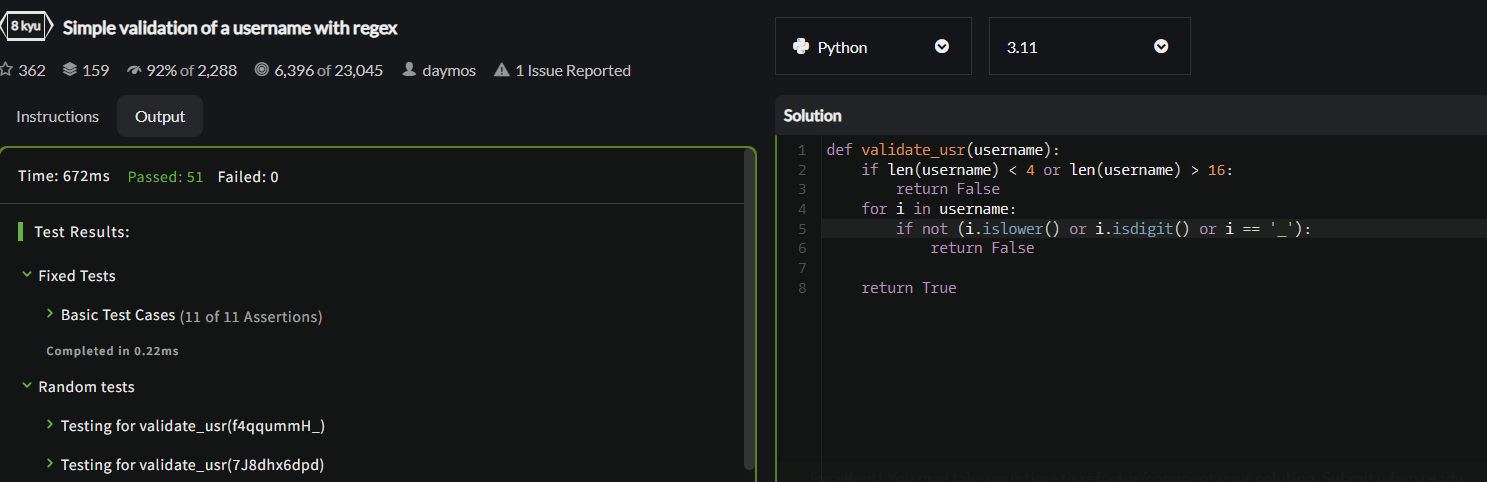 8 kyu Simple validation of a username with regex
362 159 92% of 2,288 6,396 of 23,045 daymos 1 Issue Reported
Instructions Output
Time: 672ms Passed: 51 Failed: 0
Test Results:
Fixed Tests
Basic Test Cases (11 of 11 Assertions)
Completed in 0.22ms
Random tests
Testing for validate_usr(f4qqummH_)
Testing for validate_usr(7J8dhx6dpd)
Python 3.11
Solution
1 def validate_usr(username):
2     if len(username) < 4 or len(username) > 16:
3         return False
4     for i in username:
5         if not (i.islower() or i.isdigit() or i == '_'):
6             return False
7
8     return True